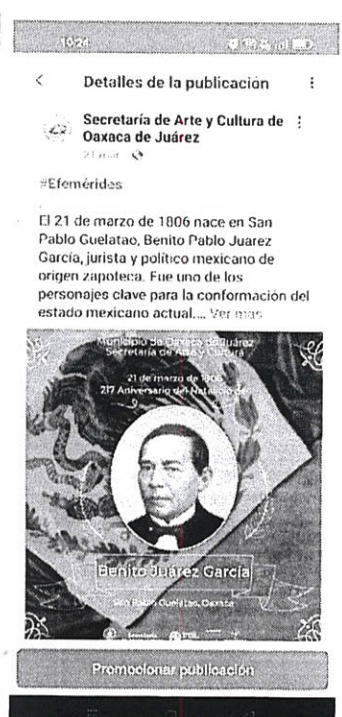 10:24
Detalles de la publicación
Secretaría de Arte y Cultura de
Oaxaca de Juárez
21 mar
#Efemérides
El 21 de marzo de 1806 nace en San
Pablo Guelatao, Benito Pablo Juarez
García, jurista y político mexicano de
origen zapoteca. Fue uno de los
personajes clave para la conformación del
estado mexicano actual.... Ver más
Municipio de Oaxaca de Juárez
Secretaría de Arte y Cultura
21 de marzo de 1806
217 Aniversario del Natalicio de
Benito Juárez García
San Pablo Guelatao, Oaxaca
Promocionar publicación